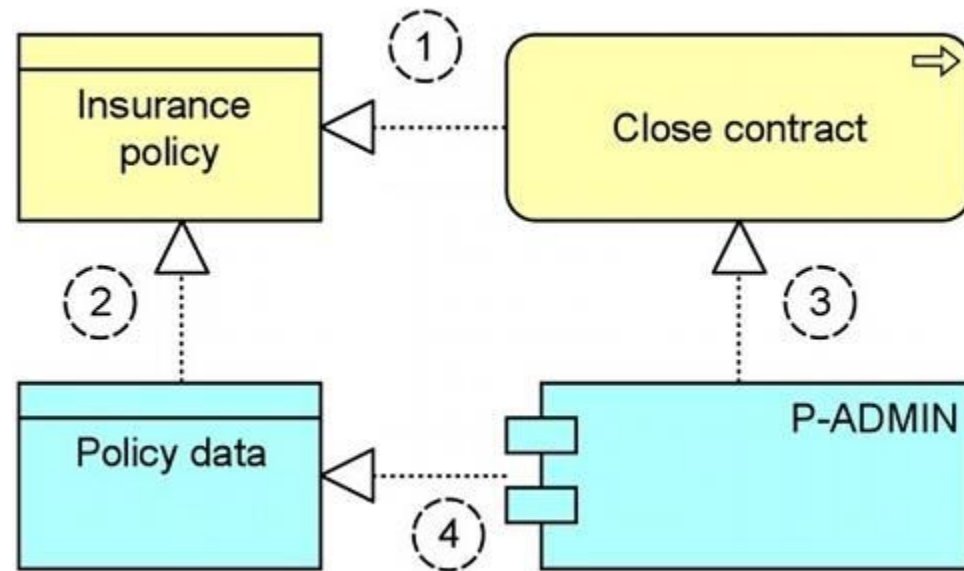 1
Insurance
policy
Close contract
2
3
Policy data
P-ADMIN
4